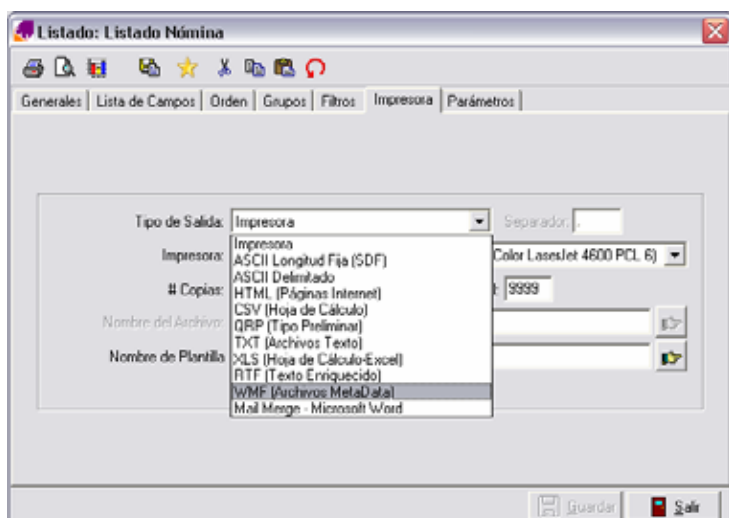 Listado: Listado Nómina
Generales Lista de Campos Orden Grupos Filtros Impresora Parámetros
Tipo de Salida: Impresora Separador: ,
Impresora: Color LaserJet 4600 PCL 6)
# Copias: 9999
Nombre del Archivo:
Nombre de Plantilla
Impresora
ASCII Longitud Fija (SDF)
ASCII Delimitado
HTML (Páginas Internet)
CSV (Hoja de Cálculo)
QRP (Tipo Preliminar)
TXT (Archivos Texto)
XLS (Hoja de Cálculo-Excel)
RTF (Texto Enriquecido)
WMF (Archivos MetaData)
Mail Merge - Microsoft Word
Guardar Salir